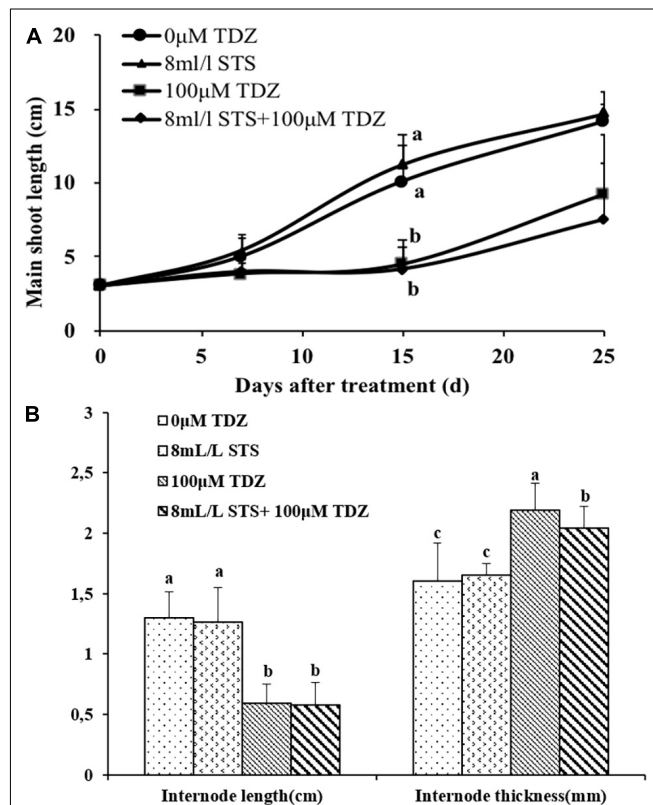 A
20
15
10
5
0
Main shoot length (cm)
0μM TDZ
8ml/l STS
100μM TDZ
8ml/l STS+100μM TDZ
a
a
b
b
0 5 10 15 20 25
Days after treatment (d)
B
3
2,5
2
1,5
1
0,5
0
0μM TDZ
8mL/L STS
100μM TDZ
8mL/L STS+ 100μM TDZ
a a b b
c c a b
Internode length(cm) Internode thickness(mm)